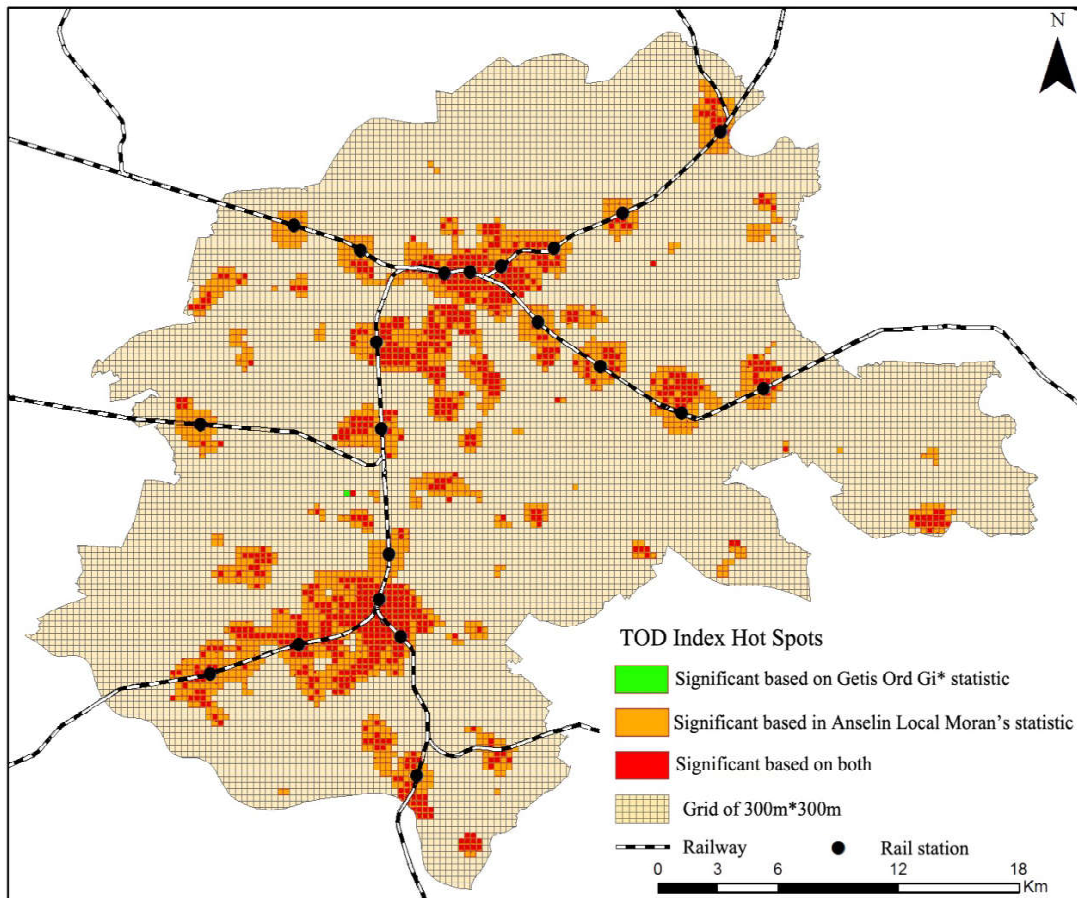 N
TOD Index Hot Spots
Significant based on Getis Ord Gi* statistic
Significant based in Anselin Local Moran's statistic
Significant based on both
Grid of 300m*300m
Railway Rail station
0 3 6 12 18
Km